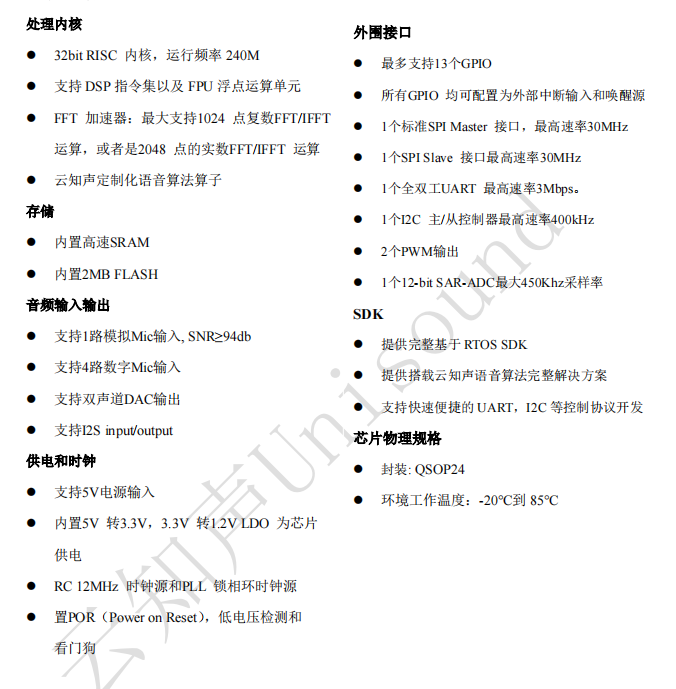 处理内核
● 32bit RISC 内核，运行频率 240M
● 支持 DSP 指令集以及 FPU 浮点运算单元
● FFT 加速器：最大支持1024 点复数FFT/IFFT
运算，或者是2048 点的实数FFT/IFFT 运算
● 云知声定制化语音算法算子
存储
● 内置高速SRAM
● 内置2MB FLASH
音频输入输出
● 支持1路模拟Mic输入, SNR≥94db
● 支持4路数字Mic输入
● 支持双声道DAC输出
● 支持I2S input/output
供电和时钟
● 支持5V电源输入
● 内置5V 转3.3V，3.3V 转1.2V LDO 为芯片
供电
● RC 12MHz 时钟源和PLL 锁相环时钟源
● 置POR（Power on Reset），低电压检测和
看门狗
外围接口
● 最多支持13个GPIO
● 所有GPIO 均可配置为外部中断输入和唤醒源
● 1个标准SPI Master 接口，最高速率30MHz
● 1个SPI Slave 接口最高速率30MHz
● 1个全双工UART 最高速率3Mbps。
● 1个I2C 主/从控制器最高速率400kHz
● 2个PWM输出
● 1个12-bit SAR-ADC最大450Khz采样率
SDK
● 提供完整基于 RTOS SDK
● 提供搭载云知声语音算法完整解决方案
● 支持快速便捷的 UART，I2C 等控制协议开发
芯片物理规格
● 封装: QSOP24
● 环境工作温度：-20℃到 85℃
云知声Unisound